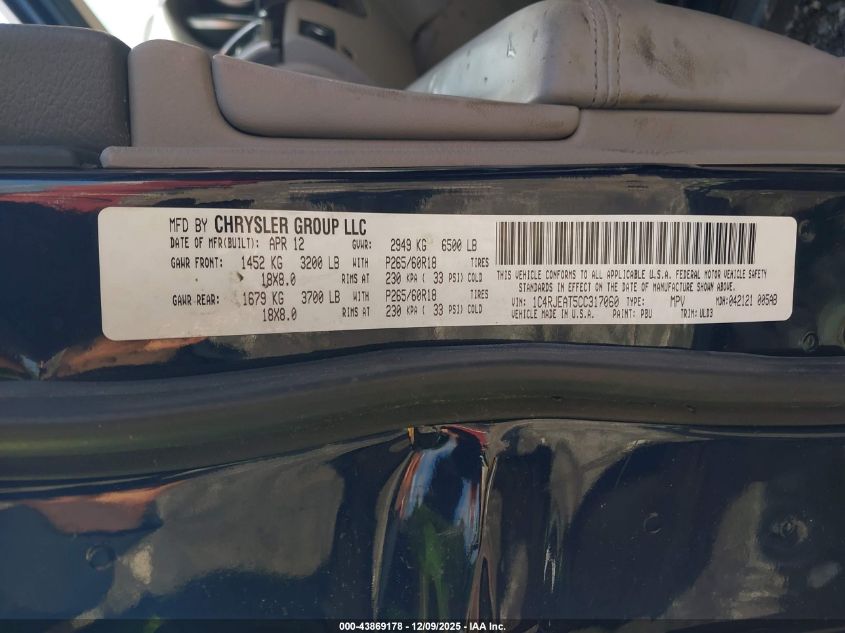 MFD BY CHRYSLER GROUP LLC
DATE OF MFR(BUILT): APR 12 GVWR: 2949 KG 6500 LB
GAWR FRONT: 1452 KG 3200 LB WITH P265/60R18 TIRES
18X8.0 RIMS AT 230 KPA ( 33 PSI) COLD
GAWR REAR: 1679 KG 3700 LB WITH P265/60R18 TIRES
18X8.0 RIMS AT 230 KPA ( 33 PSI) COLD
THIS VEHICLE CONFORMS TO ALL APPLICABLE U.S.A. FEDERAL MOTOR VEHICLE SAFETY
STANDARDS IN EFFECT ON THE DATE OF MANUFACTURE SHOWN ABOVE.
VIN: 1C4RJEAT5CC317060 TYPE: MPV MDH: 042121 005AB
VEHICLE MADE IN U.S.A. PAINT: PBU TRIM: ULD3
000-43869178 - 12/09/2025 - IAA Inc.